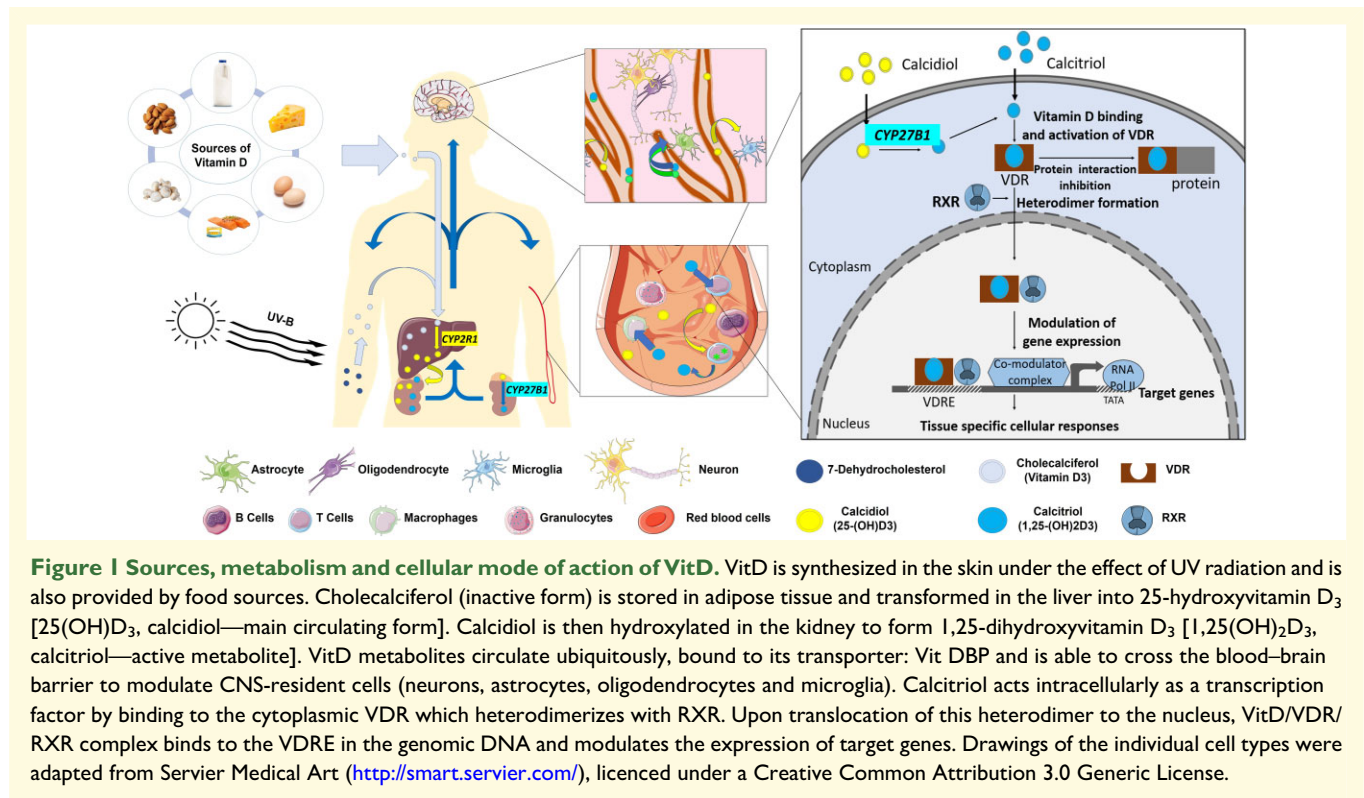 Sources of
Vitamin D
UV-B
CYP2R1
CYP27B1
Calcidiol
Calcitriol
CYP27B1
Vitamin D binding
and activation of VDR
VDR
Protein interaction
inhibition
protein
RXR
Heterodimer formation
Cytoplasm
Modulation of
gene expression
Co-modulator
complex
RNA
Pol II
VDRE
TATA
Target genes
Nucleus
Tissue specific cellular responses
Astrocyte
Oligodendrocyte
Microglia
Neuron
7-Dehydrocholesterol
Cholecalciferol
(Vitamin D3)
VDR
B Cells
T Cells
Macrophages
Granulocytes
Red blood cells
Calcidiol
(25-(OH)D3)
Calcitriol
(1,25-(OH)2D3)
RXR
Figure 1 Sources, metabolism and cellular mode of action of VitD. VitD is synthesized in the skin under the effect of UV radiation and is
also provided by food sources. Cholecalciferol (inactive form) is stored in adipose tissue and transformed in the liver into 25-hydroxyvitamin D₃
[25(OH)D₃, calcidiol—main circulating form]. Calcidiol is then hydroxylated in the kidney to form 1,25-dihydroxyvitamin D₃ [1,25(OH)₂D₃,
calcitriol—active metabolite]. VitD metabolites circulate ubiquitously, bound to its transporter: Vit DBP and is able to cross the blood–brain
barrier to modulate CNS-resident cells (neurons, astrocytes, oligodendrocytes and microglia). Calcitriol acts intracellularly as a transcription
factor by binding to the cytoplasmic VDR which heterodimerizes with RXR. Upon translocation of this heterodimer to the nucleus, VitD/VDR/
RXR complex binds to the VDRE in the genomic DNA and modulates the expression of target genes. Drawings of the individual cell types were
adapted from Servier Medical Art (http://smart.servier.com/), licenced under a Creative Common Attribution 3.0 Generic License.